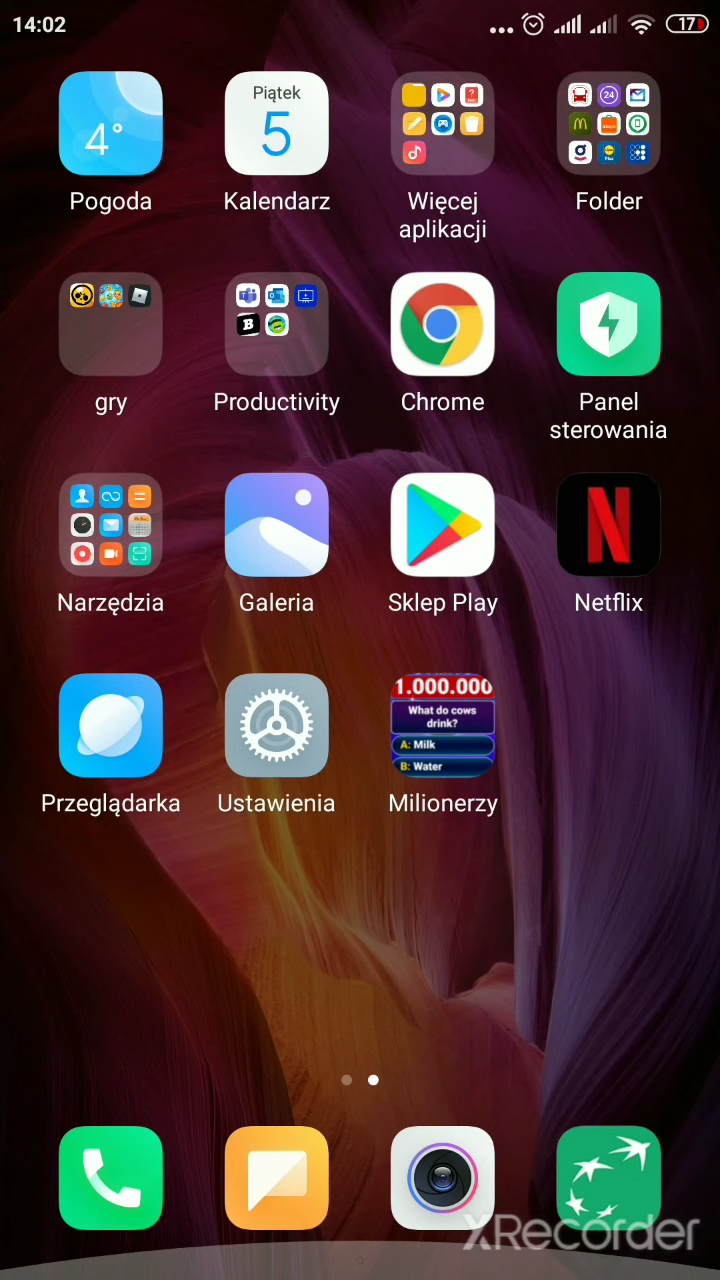 14:02
17
4°
Piątek
5
24
Pogoda
Kalendarz
Więcej
aplikacji
Folder
B
gry
Productivity
Chrome
Panel
sterowania
Narzędzia
Galeria
Sklep Play
N
Netflix
1.000.000
What do cows
drink?
A: Milk
B: Water
Przeglądarka
Ustawienia
Milionerzy
XRecorder